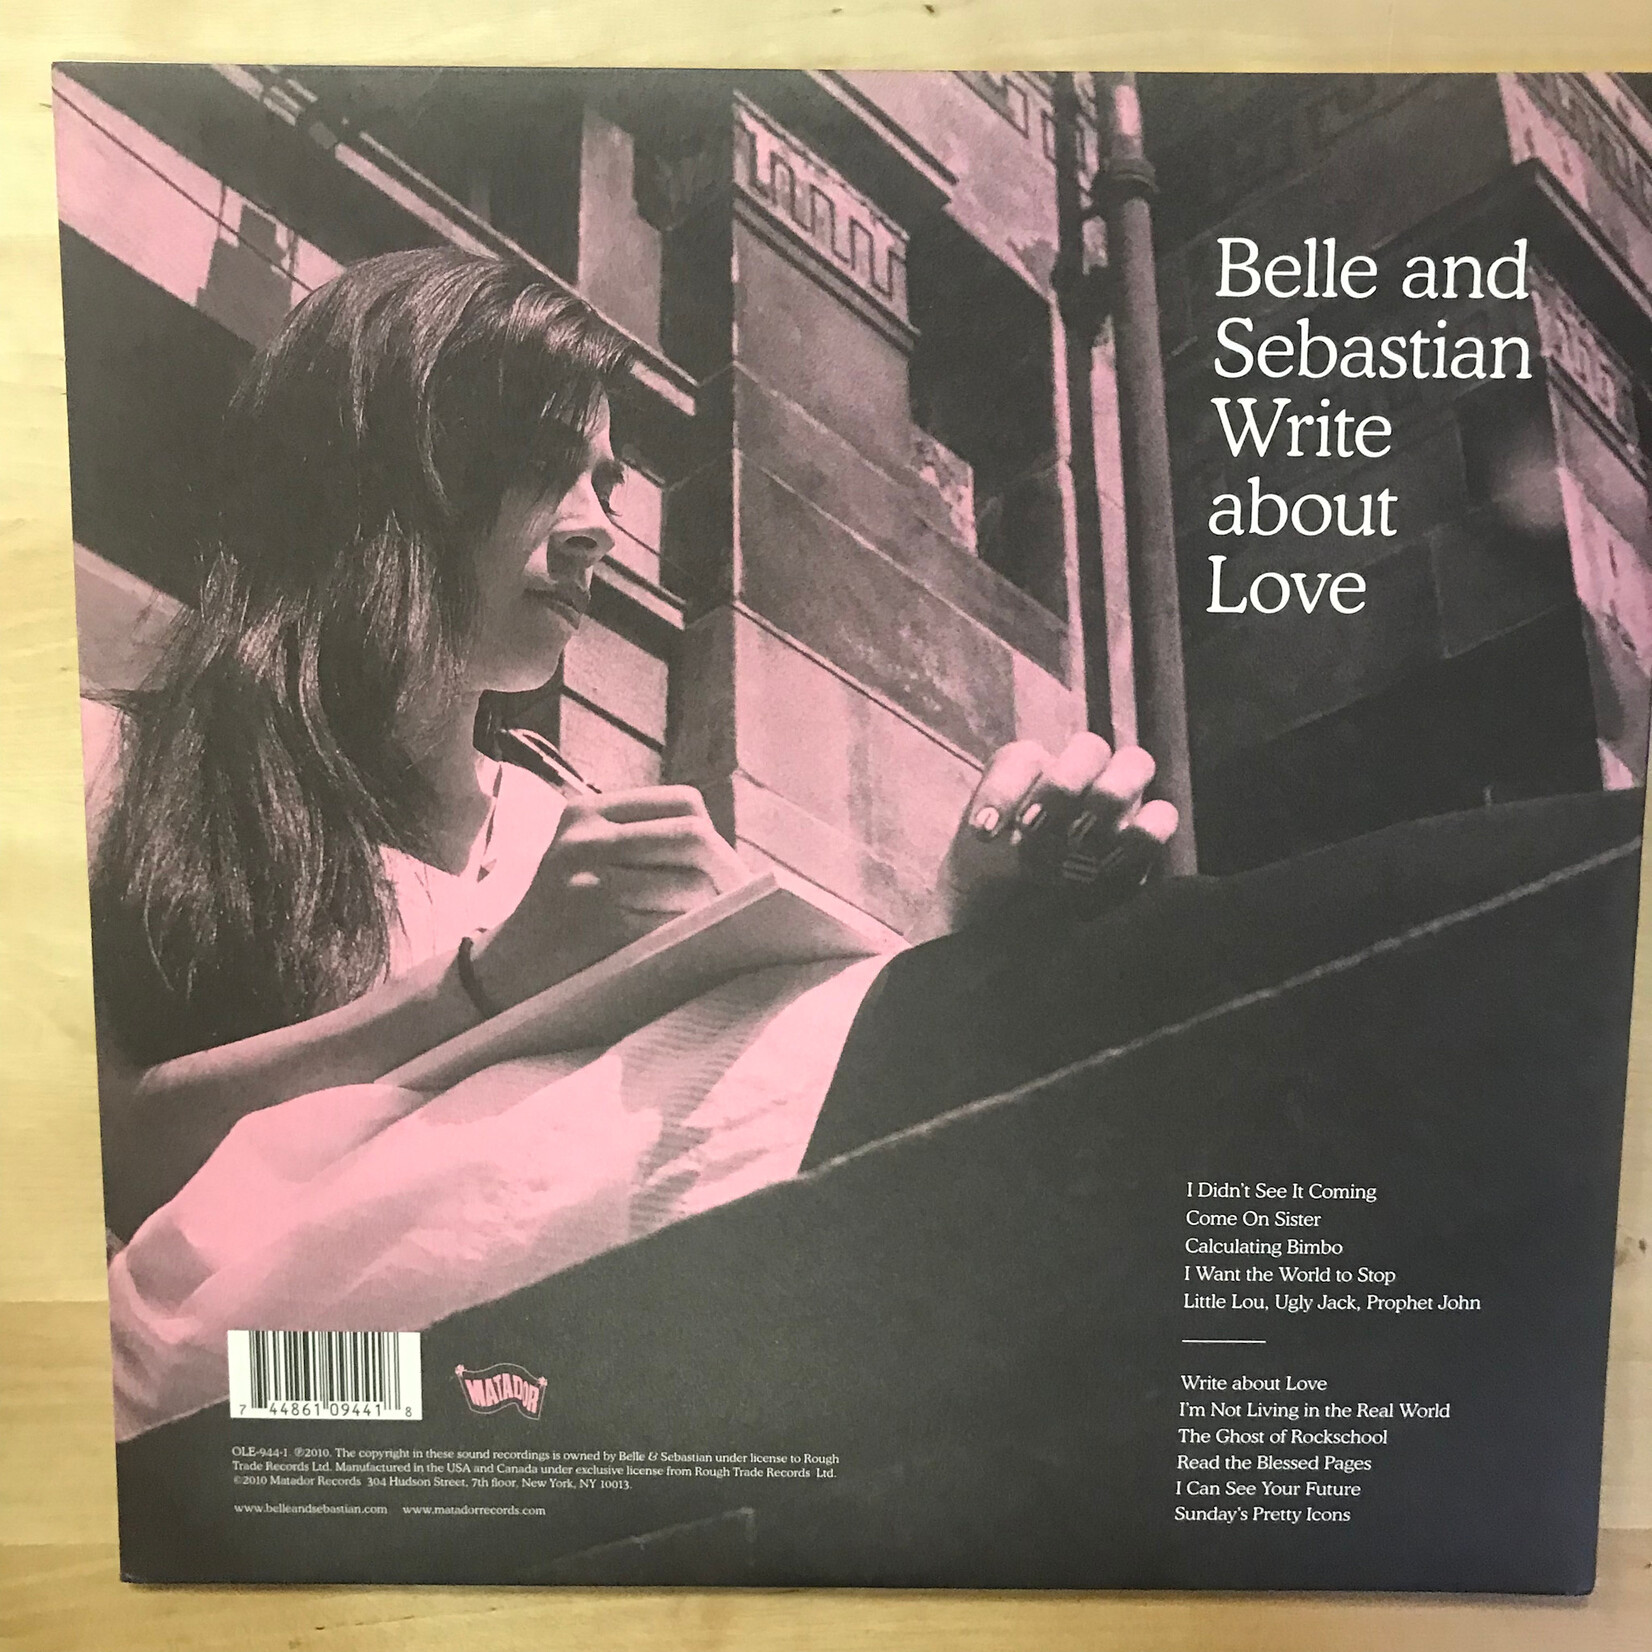 Belle and
Sebastian
Write
about
Love
I Didn't See It Coming
Come On Sister
Calculating Bimbo
I Want the World to Stop
Little Lou, Ugly Jack, Prophet John
Write about Love
I'm Not Living in the Real World
The Ghost of Rockschool
Read the Blessed Pages
I Can See Your Future
Sunday's Pretty Icons
7 44861 09441 8
MATADOR
OLE-944-1. ℗2010. The copyright in these sound recordings is owned by Belle & Sebastian under license to Rough
Trade Records Ltd. Manufactured in the USA and Canada under exclusive license from Rough Trade Records Ltd.
©2010 Matador Records 304 Hudson Street, 7th floor, New York, NY 10013.
www.belleandsebastian.com www.matadorrecords.com